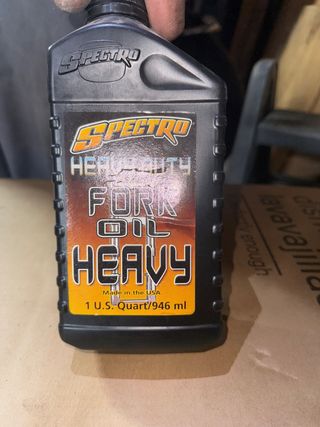 SPECTRO
SPECTRO
HEAVY DUTY
FORK
OIL
HEAVY
Made in the USA
1 U.S. Quart/946 ml